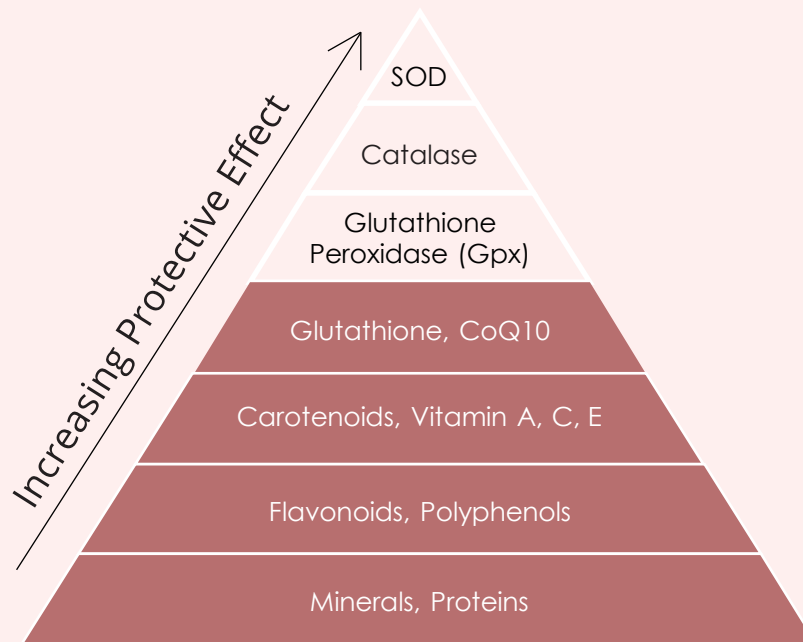 Increasing Protective Effect
SOD
Catalase
Glutathione
Peroxidase (Gpx)
Glutathione, CoQ10
Carotenoids, Vitamin A, C, E
Flavonoids, Polyphenols
Minerals, Proteins